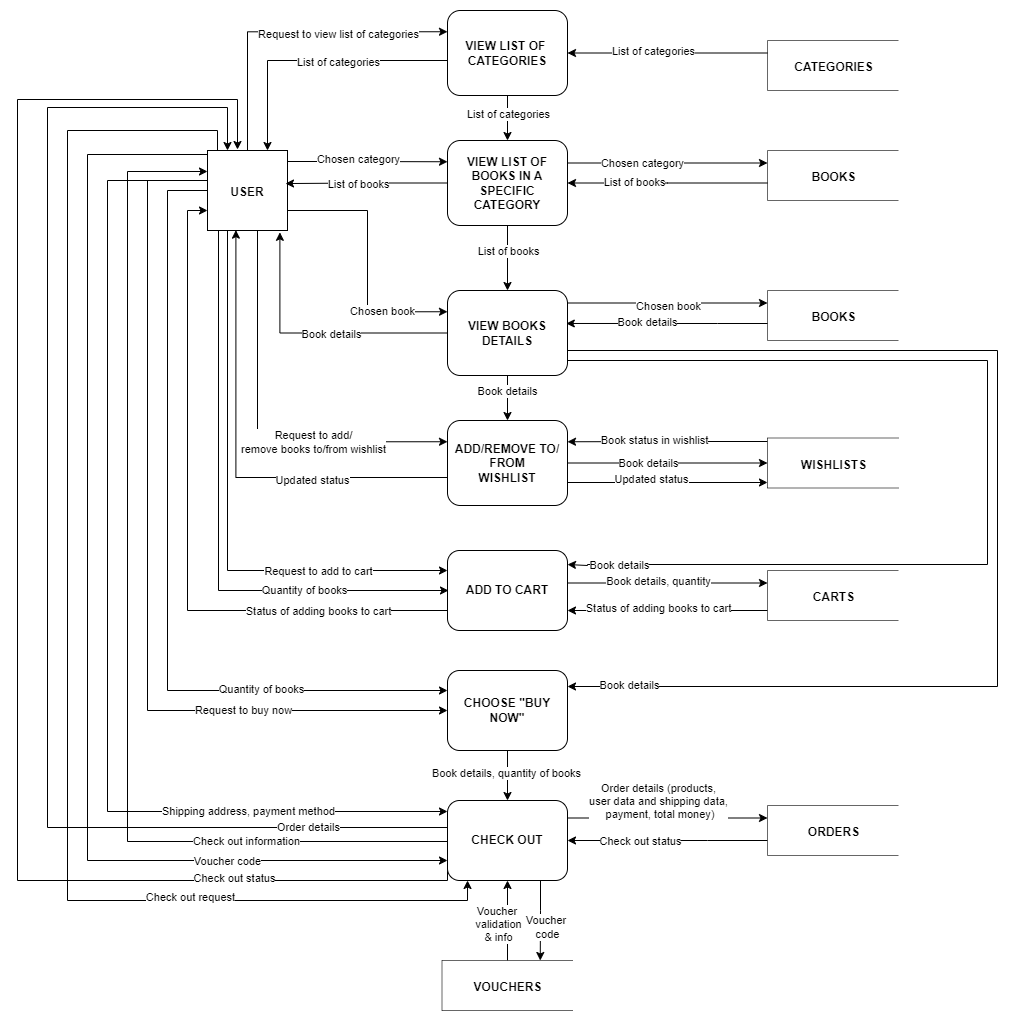 Request to view list of categories
VIEW LIST OF
CATEGORIES
List of categories
CATEGORIES
List of categories
List of categories
USER
Chosen category
List of books
VIEW LIST OF
BOOKS IN A
SPECIFIC
CATEGORY
Chosen category
List of books
BOOKS
List of books
Chosen book
Book details
VIEW BOOKS
DETAILS
Chosen book
Book details
BOOKS
Book details
Request to add/
remove books to/from wishlist
Updated status
ADD/REMOVE TO/
FROM
WISHLIST
Book status in wishlist
Book details
Updated status
WISHLISTS
Request to add to cart
Quantity of books
Status of adding books to cart
ADD TO CART
Book details
Book details, quantity
Status of adding books to cart
CARTS
Quantity of books
Request to buy now
CHOOSE "BUY
NOW"
Book details
Book details, quantity of books
Shipping address, payment method
Order details
Check out information
Voucher code
Check out status
Check out request
CHECK OUT
Order details (products,
user data and shipping data,
payment, total money)
Check out status
ORDERS
Voucher
validation
& info
Voucher
code
VOUCHERS